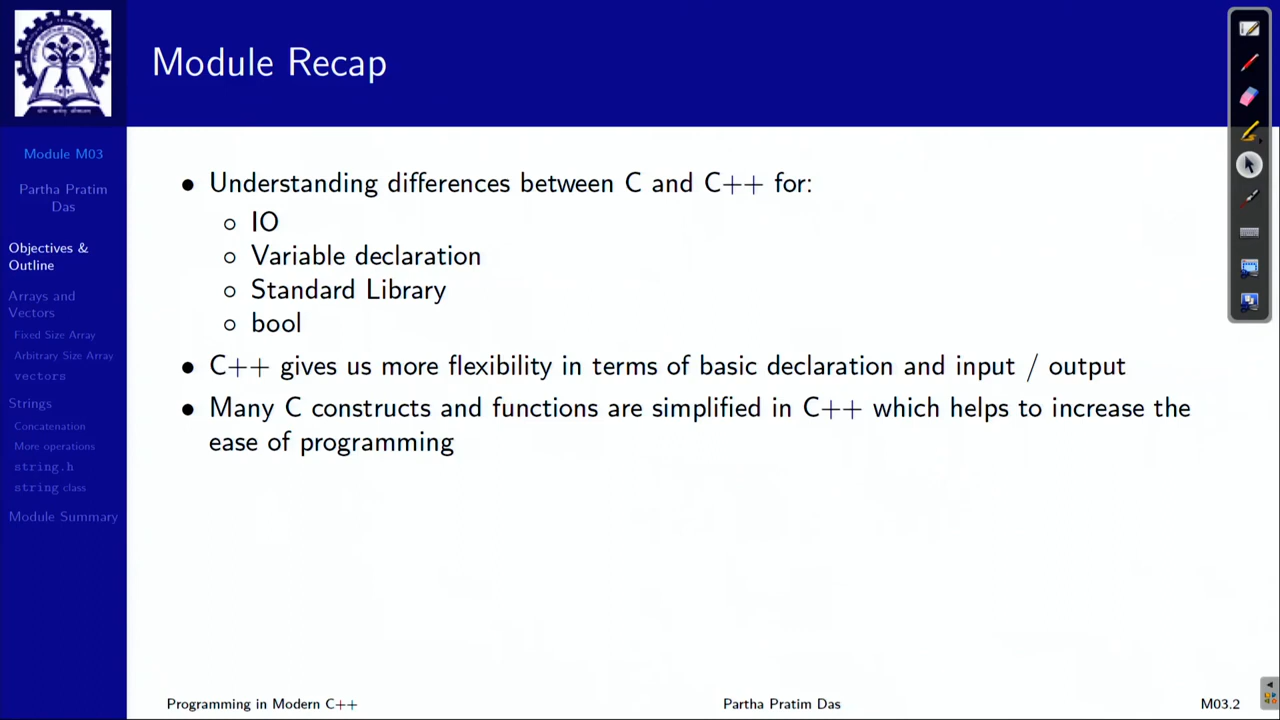 Module Recap
Module M03
Partha Pratim
Das
Objectives &
Outline
Arrays and
Vectors
Fixed Size Array
Arbitrary Size Array
vectors
Strings
Concatenation
More operations
string.h
string class
Module Summary
• Understanding differences between C and C++ for:
◦ IO
◦ Variable declaration
◦ Standard Library
◦ bool
• C++ gives us more flexibility in terms of basic declaration and input / output
• Many C constructs and functions are simplified in C++ which helps to increase the
ease of programming
Programming in Modern C++
Partha Pratim Das
M03.2